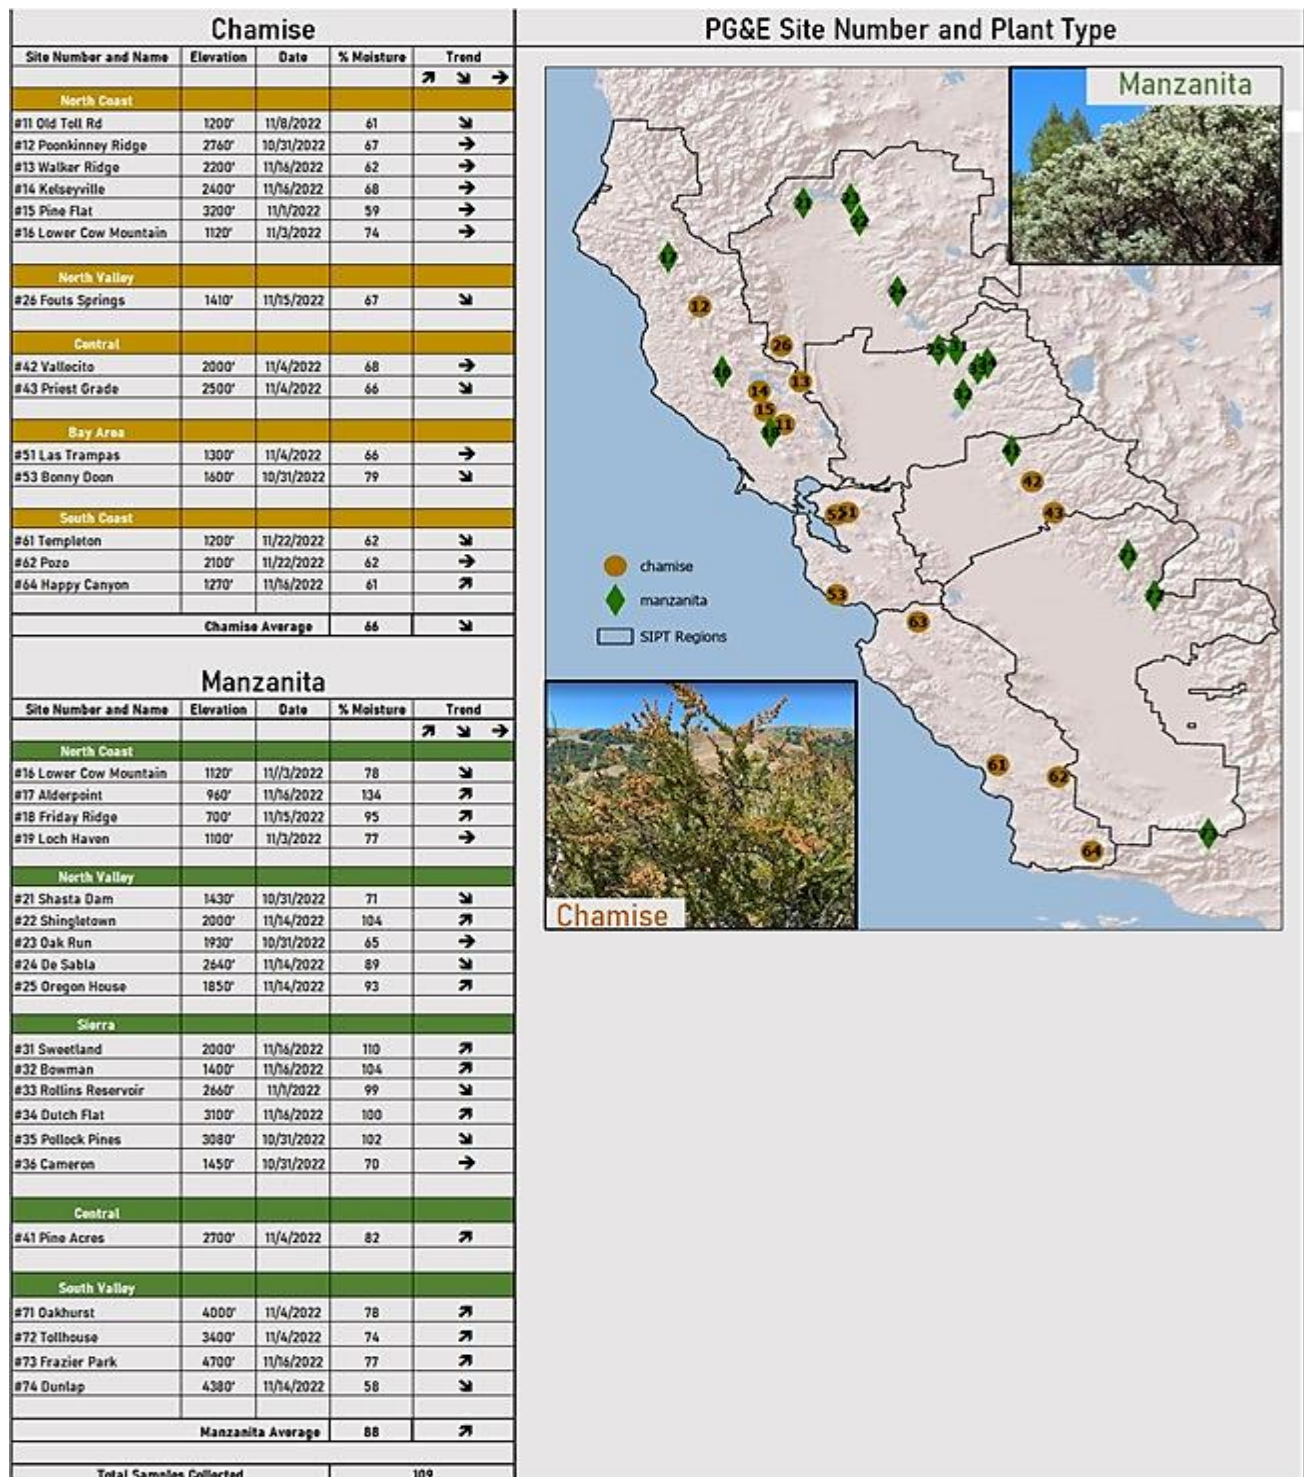 Chamise
Site Number and Name Elevation Date % Moisture Trend
↗ ↘ →
North Coast
#11 Old Toll Rd 1200' 11/8/2022 61 ↘
#12 Poonkinney Ridge 2760' 10/31/2022 67 →
#13 Walker Ridge 2200' 11/16/2022 62 →
#14 Kelseyville 2400' 11/16/2022 68 →
#15 Pine Flat 3200' 11/1/2022 59 →
#16 Lower Cow Mountain 1120' 11/3/2022 74 →
North Valley
#26 Fouts Springs 1410' 11/15/2022 67 ↘
Central
#42 Vallecito 2000' 11/4/2022 68 →
#43 Priest Grade 2500' 11/4/2022 66 ↘
Bay Area
#51 Las Trampas 1300' 11/4/2022 66 →
#53 Bonny Doon 1600' 10/31/2022 79 ↘
South Coast
#61 Templeton 1200' 11/22/2022 62 ↘
#62 Pozo 2100' 11/22/2022 62 →
#64 Happy Canyon 1270' 11/16/2022 61 ↗
Chamise Average 66 ↘
Manzanita
Site Number and Name Elevation Date % Moisture Trend
↗ ↘ →
North Coast
#16 Lower Cow Mountain 1120' 11//3/2022 78 ↘
#17 Alderpoint 960' 11/16/2022 134 ↗
#18 Friday Ridge 700' 11/15/2022 95 ↗
#19 Loch Haven 1100' 11/3/2022 77 →
North Valley
#21 Shasta Dam 1430' 10/31/2022 71 ↘
#22 Shingletown 2000' 11/14/2022 104 ↗
#23 Oak Run 1930' 10/31/2022 65 →
#24 De Sabla 2640' 11/14/2022 89 ↘
#25 Oregon House 1850' 11/14/2022 93 ↗
Sierra
#31 Sweetland 2000' 11/16/2022 110 ↗
#32 Bowman 1400' 11/16/2022 104 ↗
#33 Rollins Reservoir 2660' 11/1/2022 99 ↘
#34 Dutch Flat 3100' 11/16/2022 100 ↗
#35 Pollock Pines 3080' 10/31/2022 102 ↘
#36 Cameron 1450' 10/31/2022 70 →
Central
#41 Pine Acres 2700' 11/4/2022 82 ↗
South Valley
#71 Oakhurst 4000' 11/4/2022 78 ↗
#72 Tollhouse 3400' 11/4/2022 74 ↗
#73 Frazier Park 4700' 11/16/2022 77 ↗
#74 Dunlap 4380' 11/14/2022 58 ↘
Manzanita Average 88 ↗
Total Samples Collected 109
PG&E Site Number and Plant Type
Manzanita
12
26
13
14
15
11
42
43
51
53
63
61
62
64
chamise
manzanita
SIPT Regions
Chamise